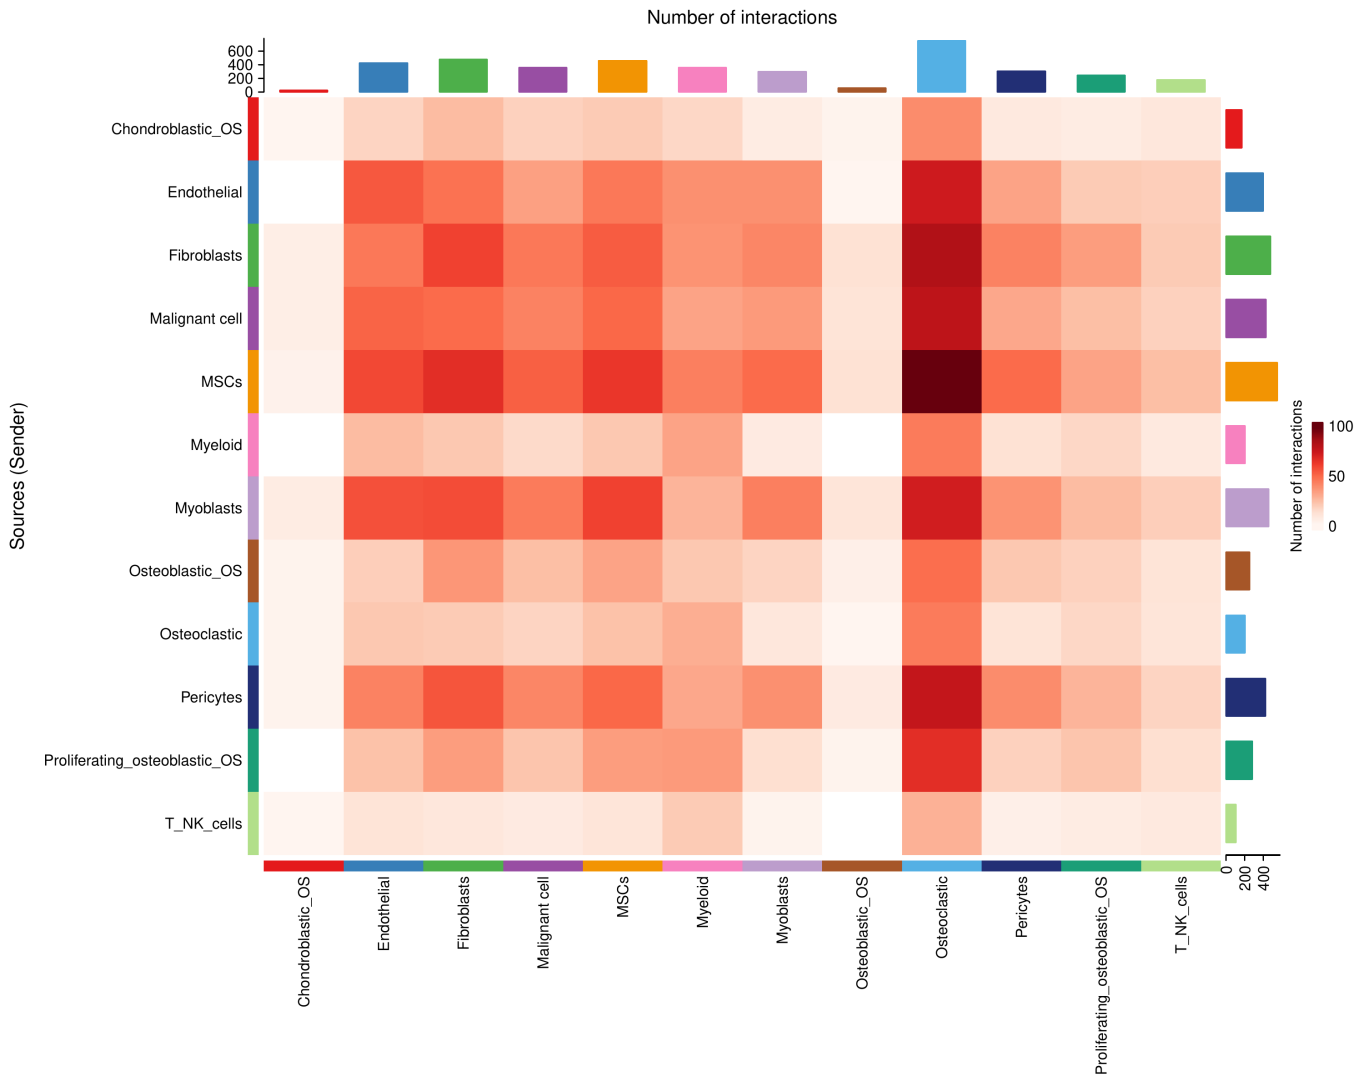 Number of interactions
600
400
200
0
Chondroblastic_OS
Endothelial
Fibroblasts
Malignant cell
MSCs
Myeloid
Myoblasts
Osteoblastic_OS
Osteoclastic
Pericytes
Proliferating_osteoblastic_OS
T_NK_cells
Sources (Sender)
Number of interactions
100
50
0
0
200
400
Chondroblastic_OS
Endothelial
Fibroblasts
Malignant cell
MSCs
Myeloid
Myoblasts
Osteoblastic_OS
Osteoclastic
Pericytes
Proliferating_osteoblastic_OS
T_NK_cells